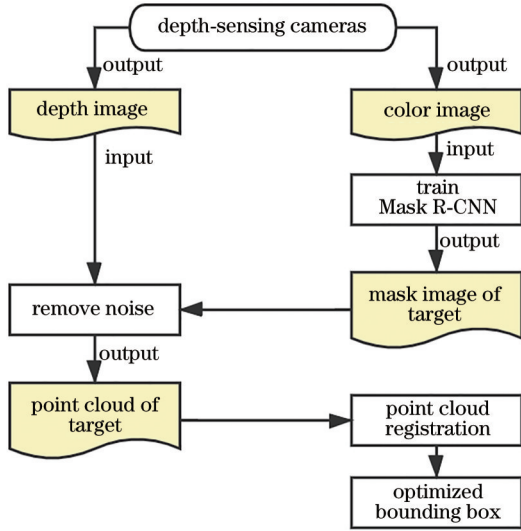 depth-sensing cameras
output
output
depth image
color image
input
input
train
Mask R-CNN
output
remove noise
mask image of
target
output
point cloud of
target
point cloud
registration
optimized
bounding box